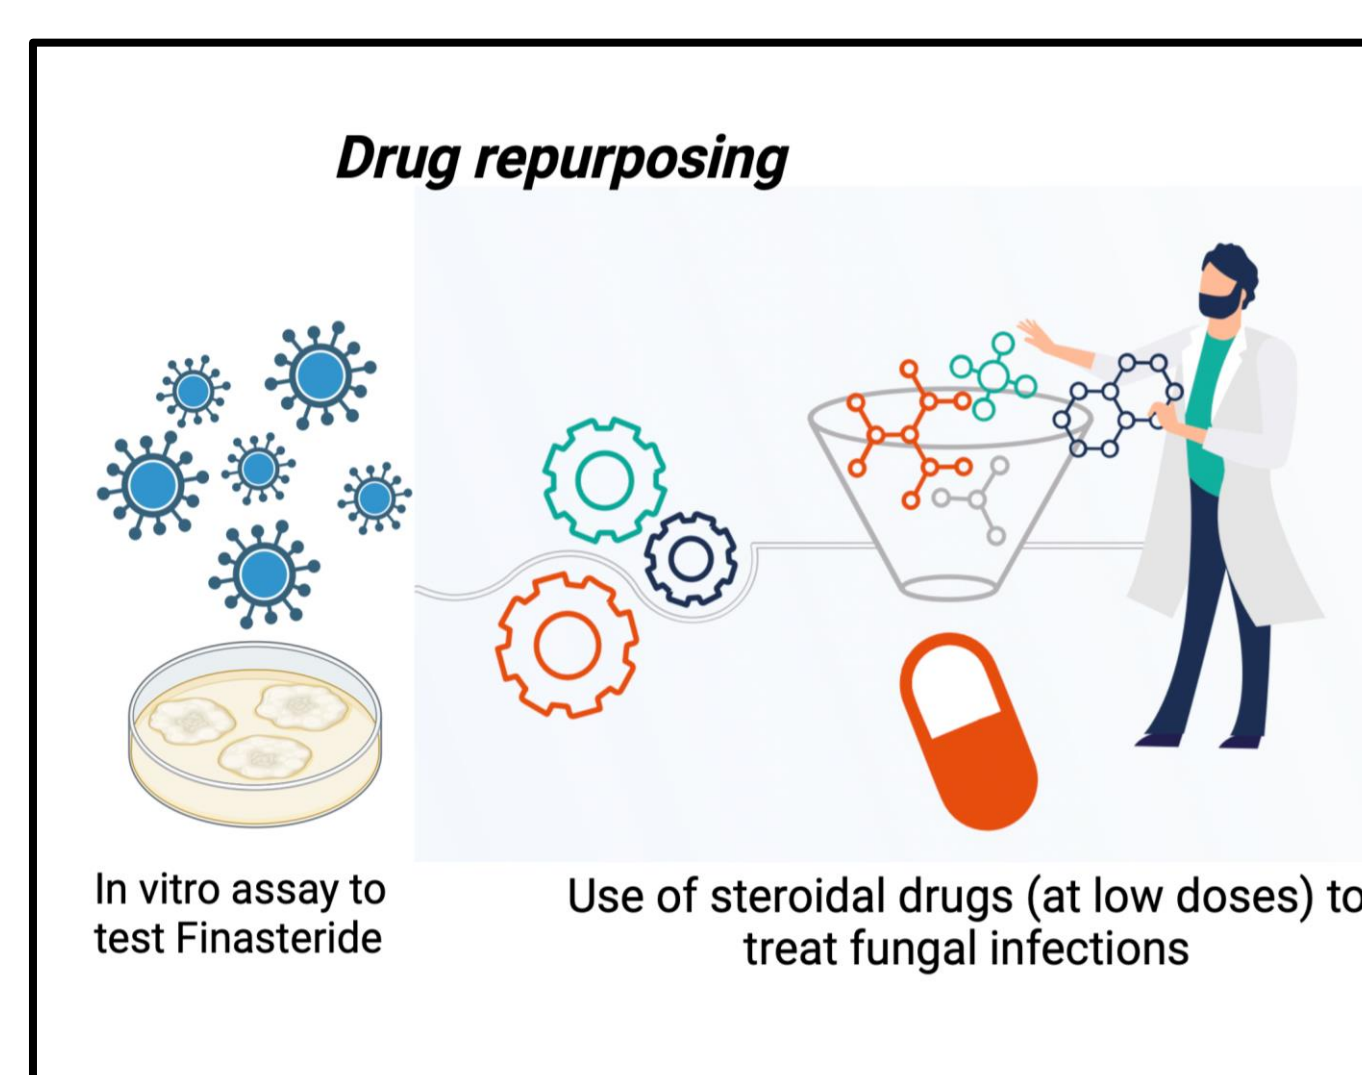 Drug repurposing
In vitro assay to
test Finasteride
Use of steroidal drugs (at low doses) to
treat fungal infections